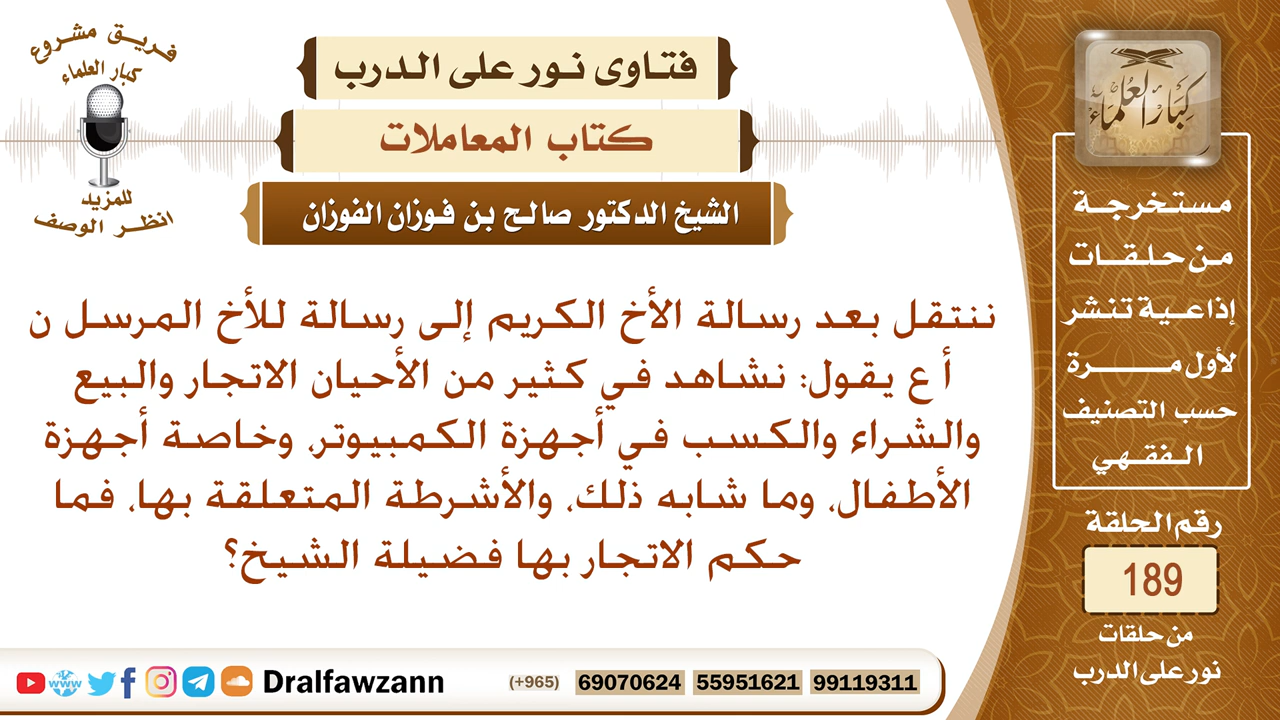 فريق مشروع
كبار العلماء
للمزيد
انظر الوصف
فتاوى نور على الدرب
كتاب المعاملات
الشيخ الدكتور صالح بن فوزان الفوزان
ننتقل بعد رسالة الأخ الكريم إلى رسالة للأخ المرسل ن
أ ع يقول: نشاهد في كثير من الأحيان الاتجار والبيع
والشراء والكسب في أجهزة الكمبيوتر، وخاصة أجهزة
الأطفال، وما شابه ذلك، والأشرطة المتعلقة بها، فما
حكم الاتجار بها فضيلة الشيخ؟
كبار العلماء
مستخرجة
من حلقات
إذاعية تنشر
لأول مرة
حسب التصنيف
الفقهي
رقم الحلقة
189
من حلقات
نور على الدرب
www Dralfawzann (+965) 69070624 55951621 99119311